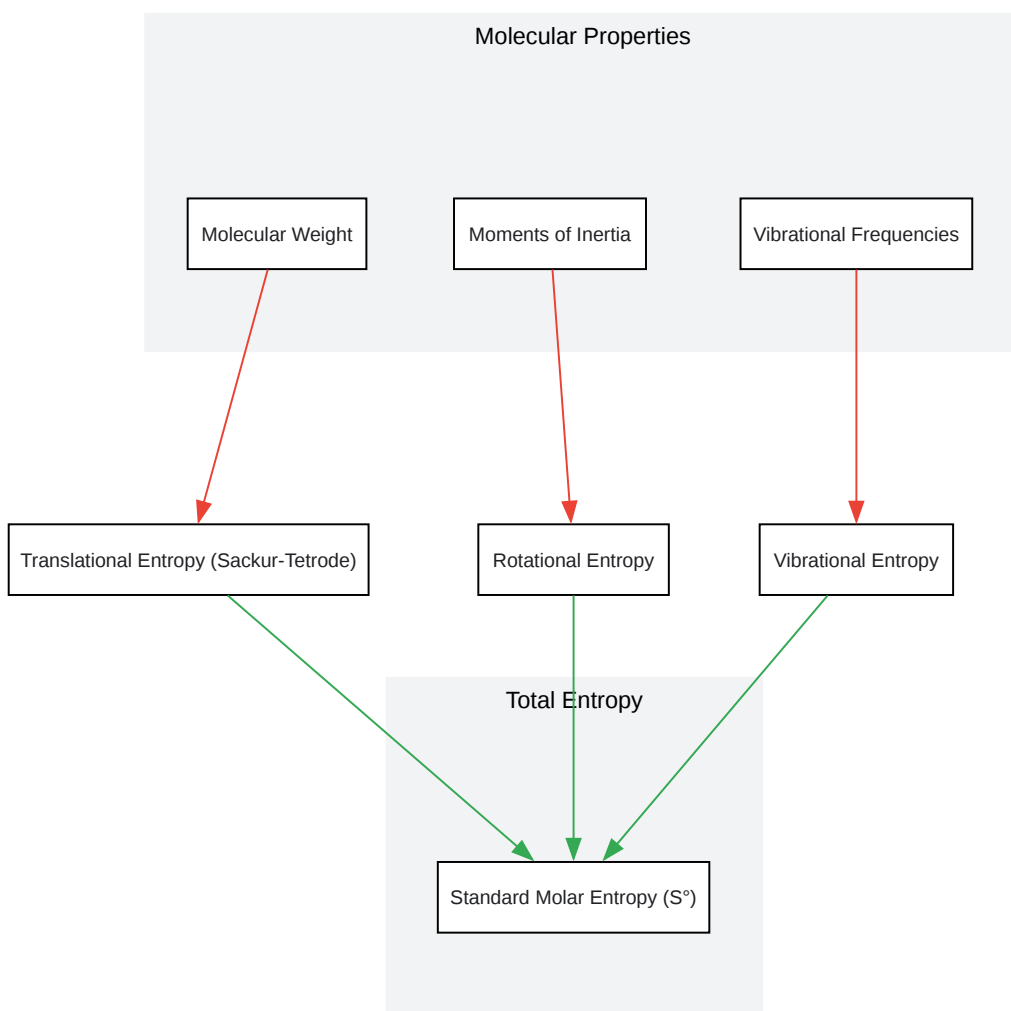 Molecular Properties
Molecular Weight
Moments of Inertia
Vibrational Frequencies
Translational Entropy (Sackur-Tetrode)
Rotational Entropy
Vibrational Entropy
Total Entropy
Standard Molar Entropy (S°)